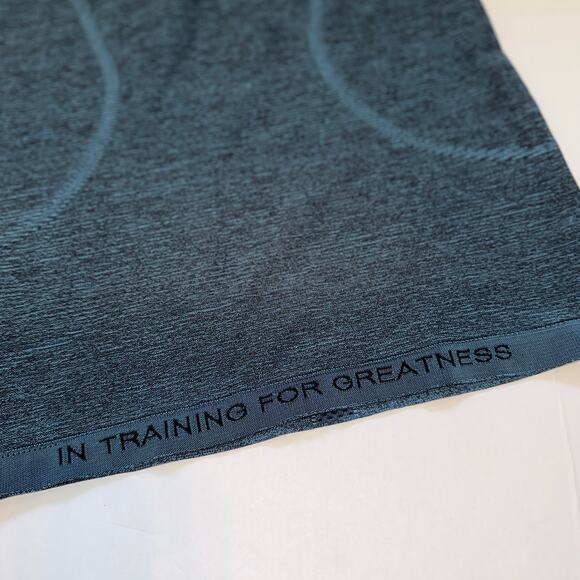 IN TRAINING FOR GREATNESS